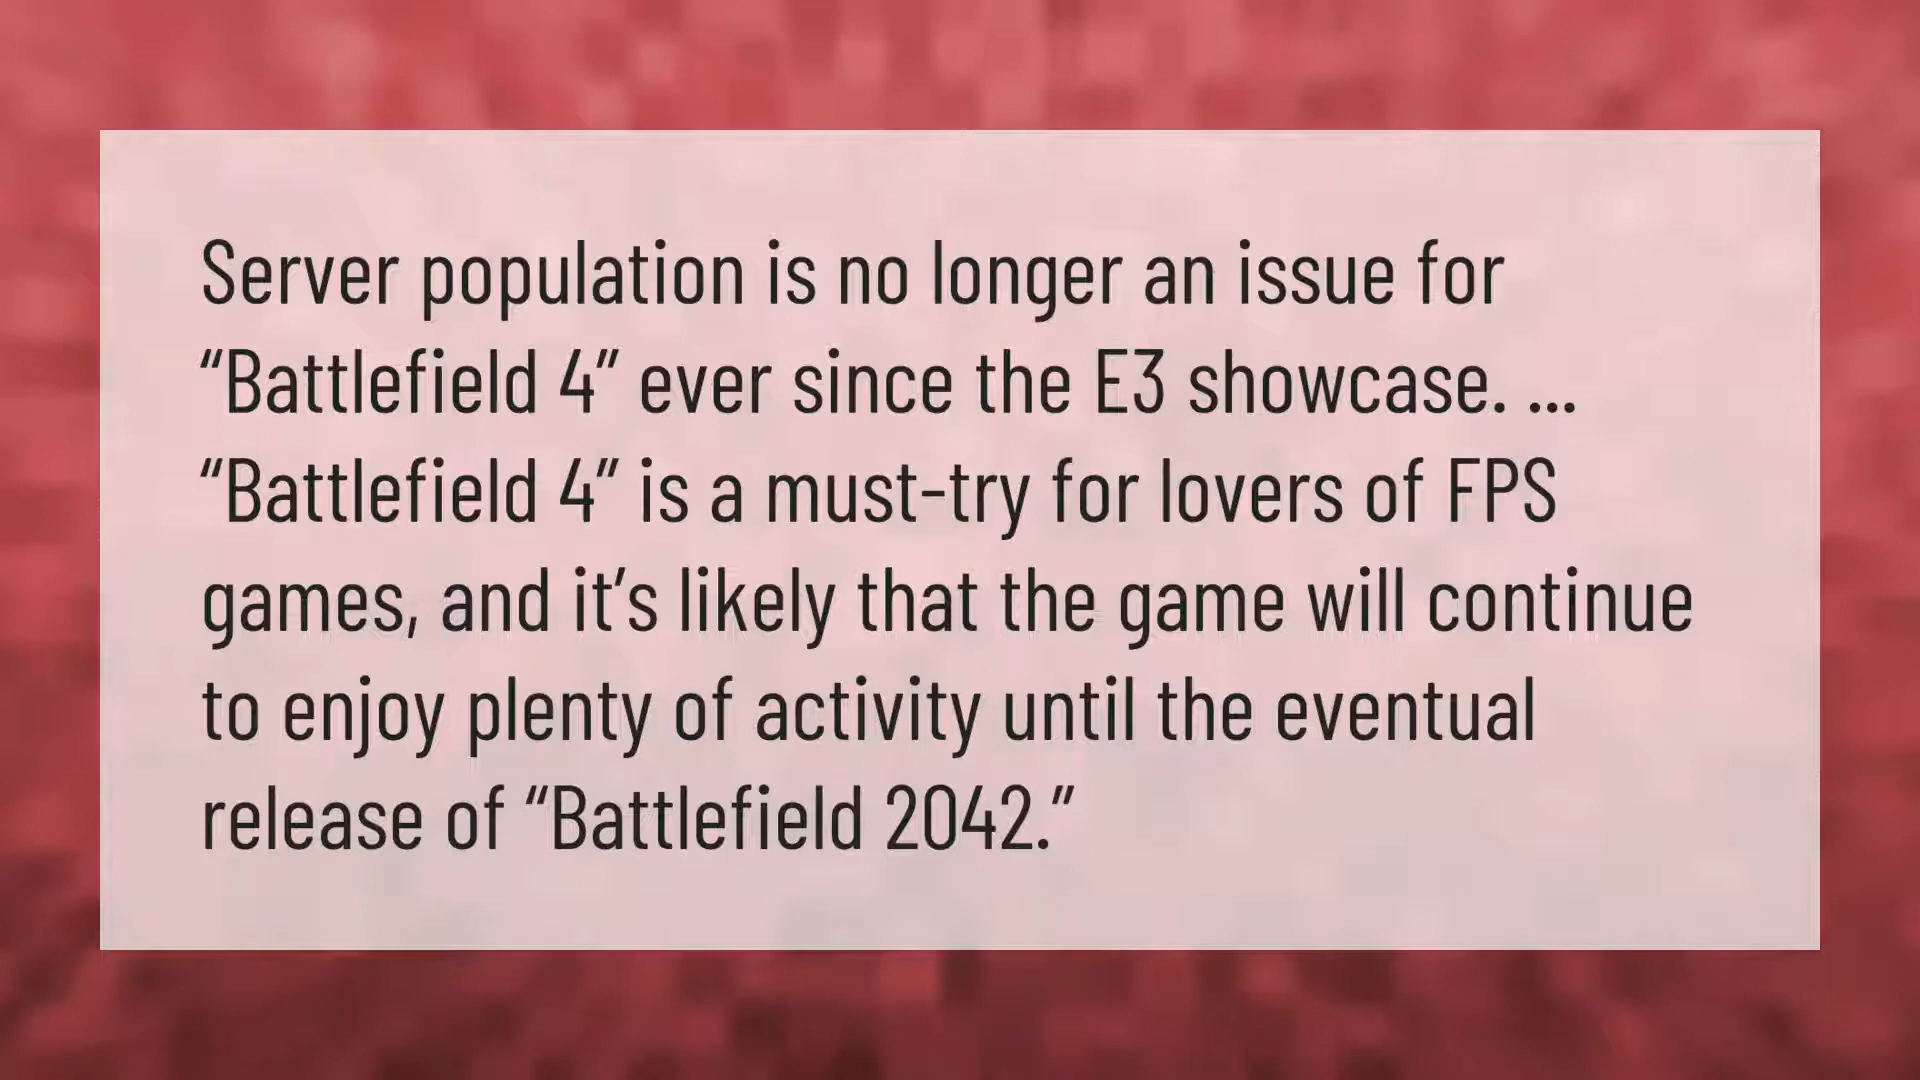 Server population is no longer an issue for
“Battlefield 4” ever since the E3 showcase. ...
“Battlefield 4” is a must-try for lovers of FPS
games, and it’s likely that the game will continue
to enjoy plenty of activity until the eventual
release of “Battlefield 2042.”